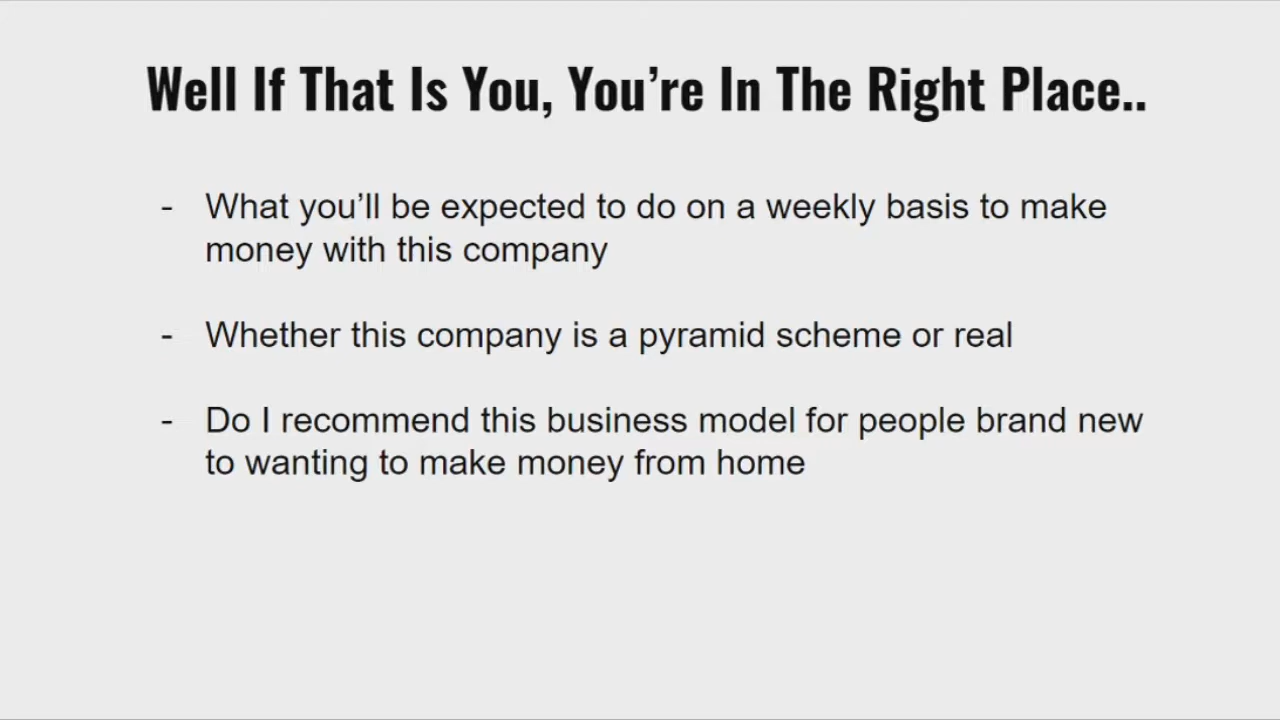 Well If That Is You, You’re In The Right Place..
- What you’ll be expected to do on a weekly basis to make
money with this company
- Whether this company is a pyramid scheme or real
- Do I recommend this business model for people brand new
to wanting to make money from home